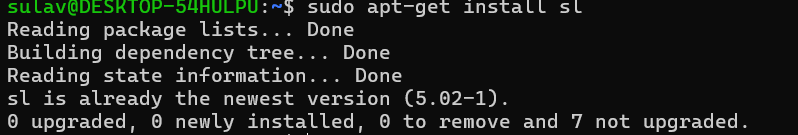 sulav@DESKTOP-54HULPU:~$ sudo apt-get install sl
Reading package lists... Done
Building dependency tree... Done
Reading state information... Done
sl is already the newest version (5.02-1).
0 upgraded, 0 newly installed, 0 to remove and 7 not upgraded.